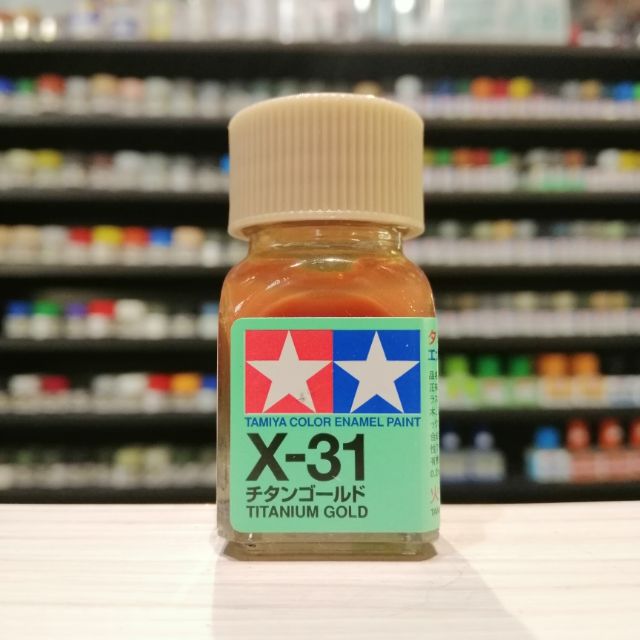 TAMIYA COLOR ENAMEL PAINT
X-31
チタンゴールド
TITANIUM GOLD